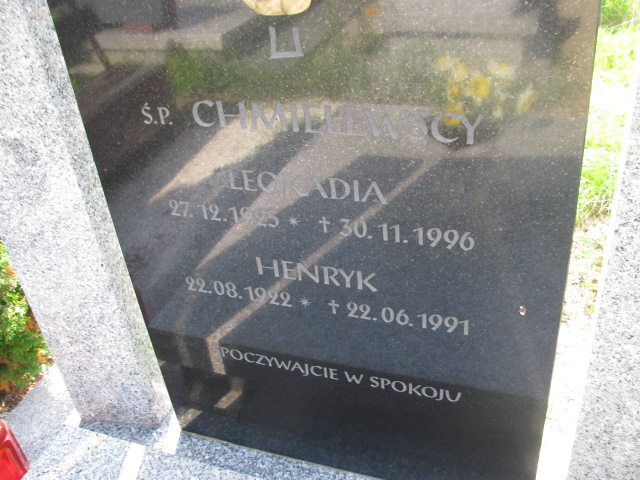 Ś.P. CHMIELEWSCY
LEOKADIA
27.12.1925 * † 30.11.1996
HENRYK
22.08.1922 * † 22.06.1991
POCZYWAJCIE W SPOKOJU